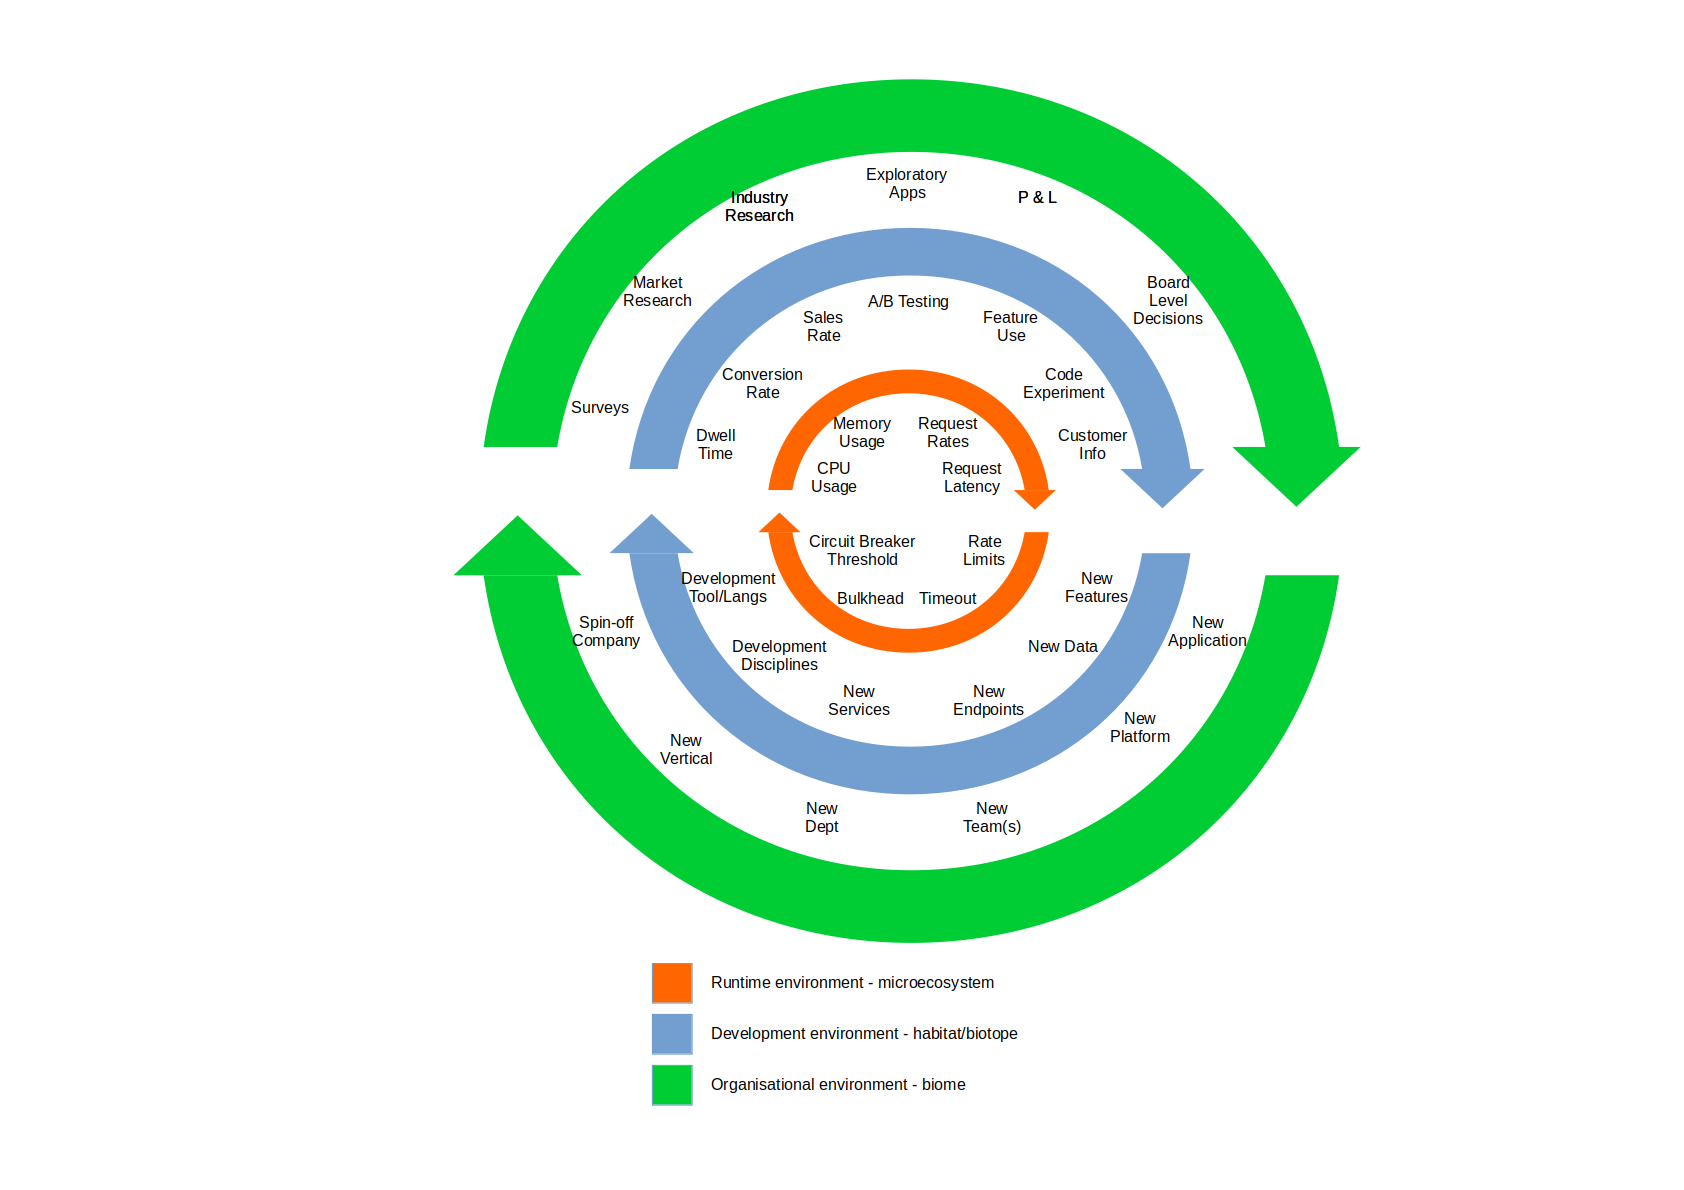 Exploratory
Apps
Industry
Research
P & L
Market
Research
Board
Level
Decisions
A/B Testing
Sales
Rate
Feature
Use
Conversion
Rate
Code
Experiment
Surveys
Memory
Usage
Request
Rates
Dwell
Time
Customer
Info
CPU
Usage
Request
Latency
Circuit Breaker
Threshold
Rate
Limits
Development
Tool/Langs
Bulkhead
Timeout
New
Features
Spin-off
Company
New
Application
Development
Disciplines
New Data
New
Services
New
Endpoints
New
Platform
New
Vertical
New
Dept
New
Team(s)
Runtime environment - microecosystem
Development environment - habitat/biotope
Organisational environment - biome